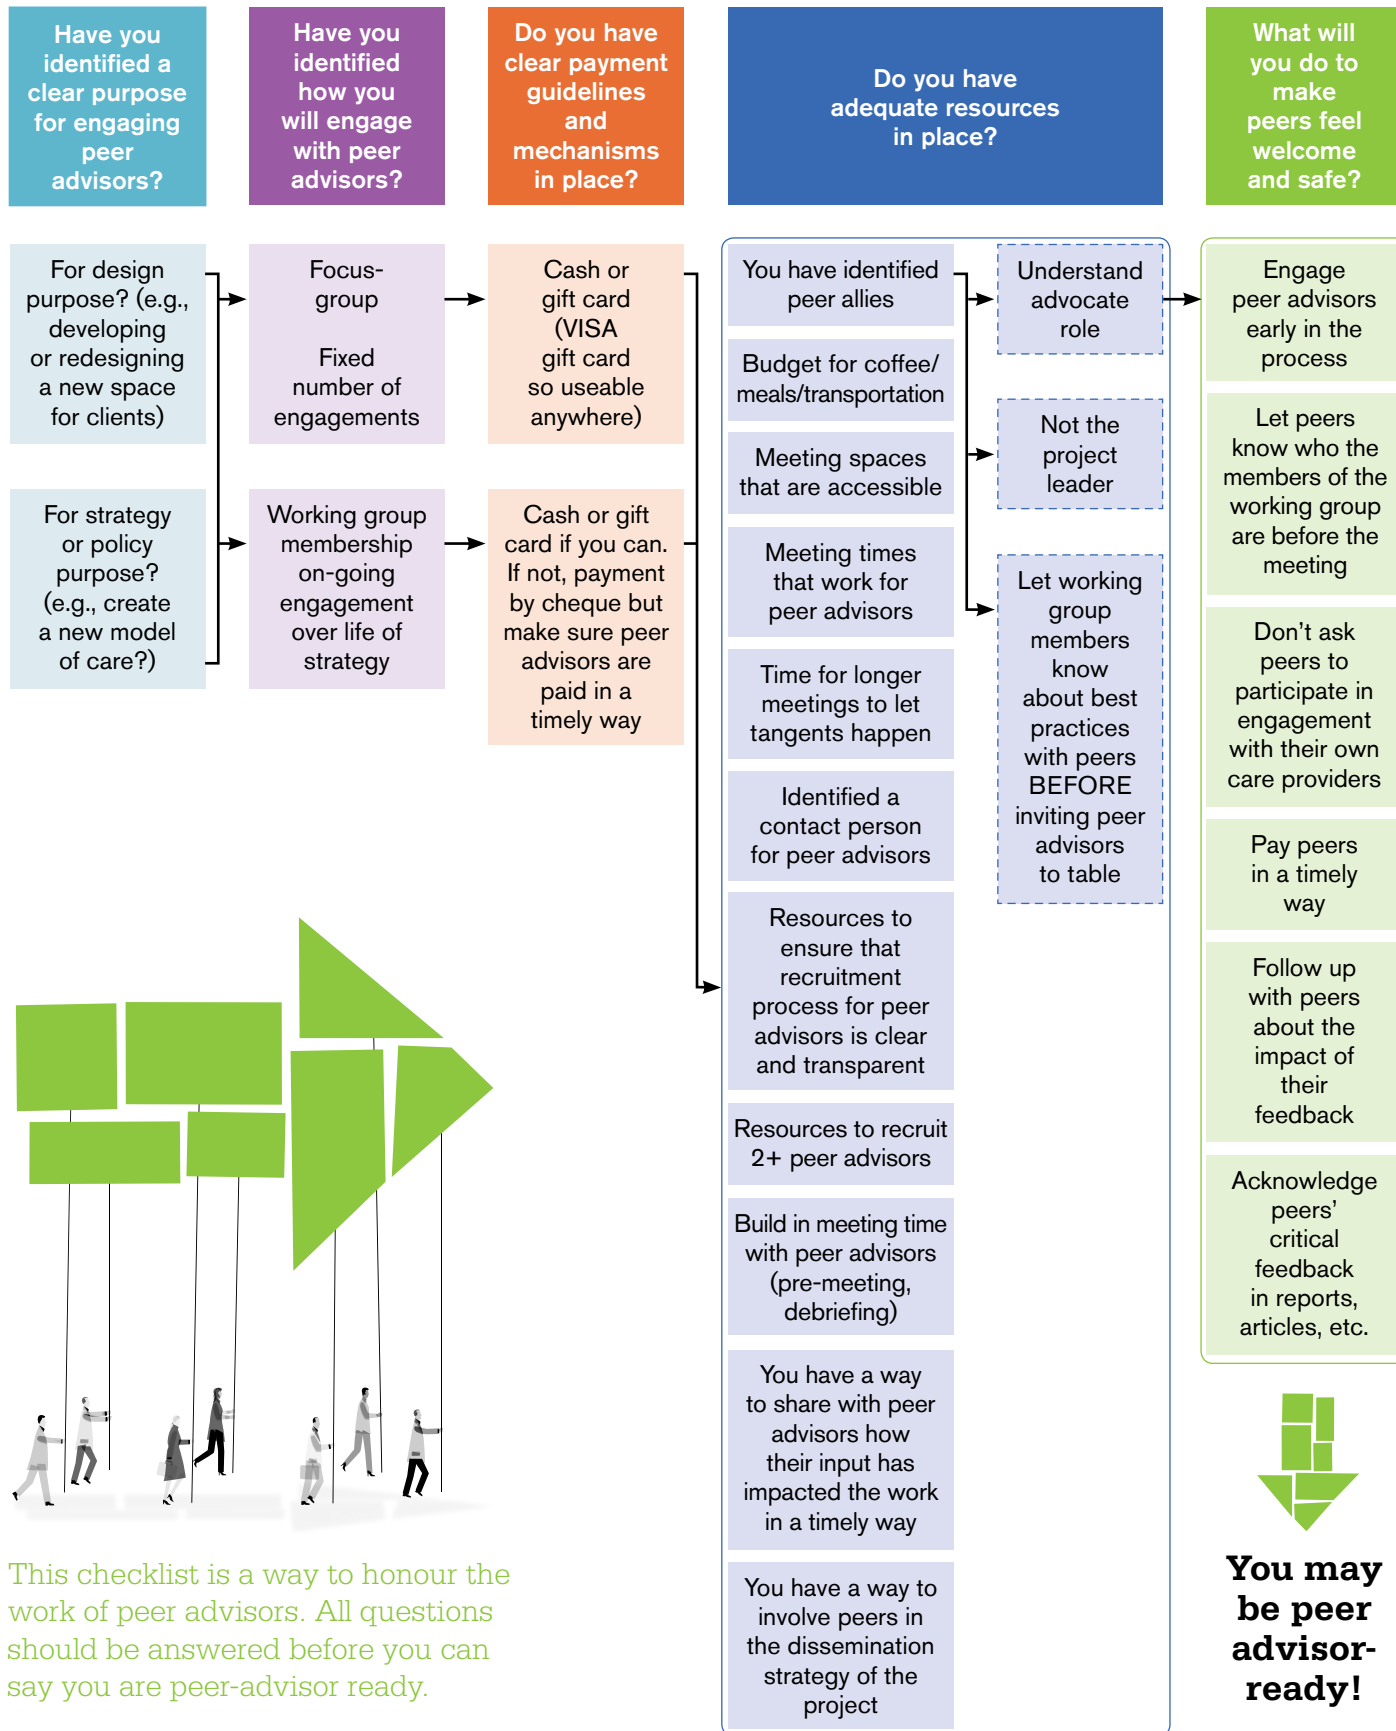 Have you
identified a
clear purpose
for engaging
peer
advisors?
Have you
identified
how you
will engage
with peer
advisors?
Do you have
clear payment
guidelines
and
mechanisms
in place?
Do you have
adequate resources
in place?
What will
you do to
make
peers feel
welcome
and safe?
For design
purpose? (e.g.,
developing
or redesigning
a new space
for clients)
For strategy
or policy
purpose?
(e.g., create
a new model
of care?)
Focus-
group
Fixed
number of
engagements
Working group
membership
on-going
engagement
over life of
strategy
Cash or
gift card
(VISA
gift card
so useable
anywhere)
Cash or gift
card if you can.
If not, payment
by cheque but
make sure peer
advisors are
paid in a
timely way
You have identified
peer allies
Budget for coffee/
meals/transportation
Meeting spaces
that are accessible
Meeting times
that work for
peer advisors
Time for longer
meetings to let
tangents happen
Identified a
contact person
for peer advisors
Resources to
ensure that
recruitment
process for peer
advisors is clear
and transparent
Resources to recruit
2+ peer advisors
Build in meeting time
with peer advisors
(pre-meeting,
debriefing)
You have a way
to share with peer
advisors how
their input has
impacted the work
in a timely way
You have a way to
involve peers in
the dissemination
strategy of the
project
Understand
advocate
role
Not the
project
leader
Let working
group
members
know
about best
practices
with peers
BEFORE
inviting peer
advisors
to table
Engage
peer advisors
early in the
process
Let peers
know who the
members of the
working group
are before the
meeting
Don't ask
peers to
participate in
engagement
with their own
care providers
Pay peers
in a timely
way
Follow up
with peers
about the
impact of
their
feedback
Acknowledge
peers'
critical
feedback
in reports,
articles, etc.
You may
be peer
advisor-
ready!
This checklist is a way to honour the
work of peer advisors. All questions
should be answered before you can
say you are peer-advisor ready.